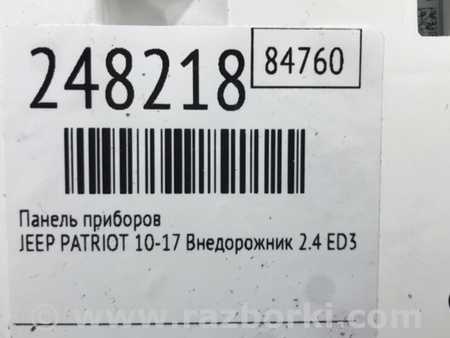 248218
84760
Панель приборов
JEEP PATRIOT 10-17 Внедорожник 2.4 ED3
www.razborki.com